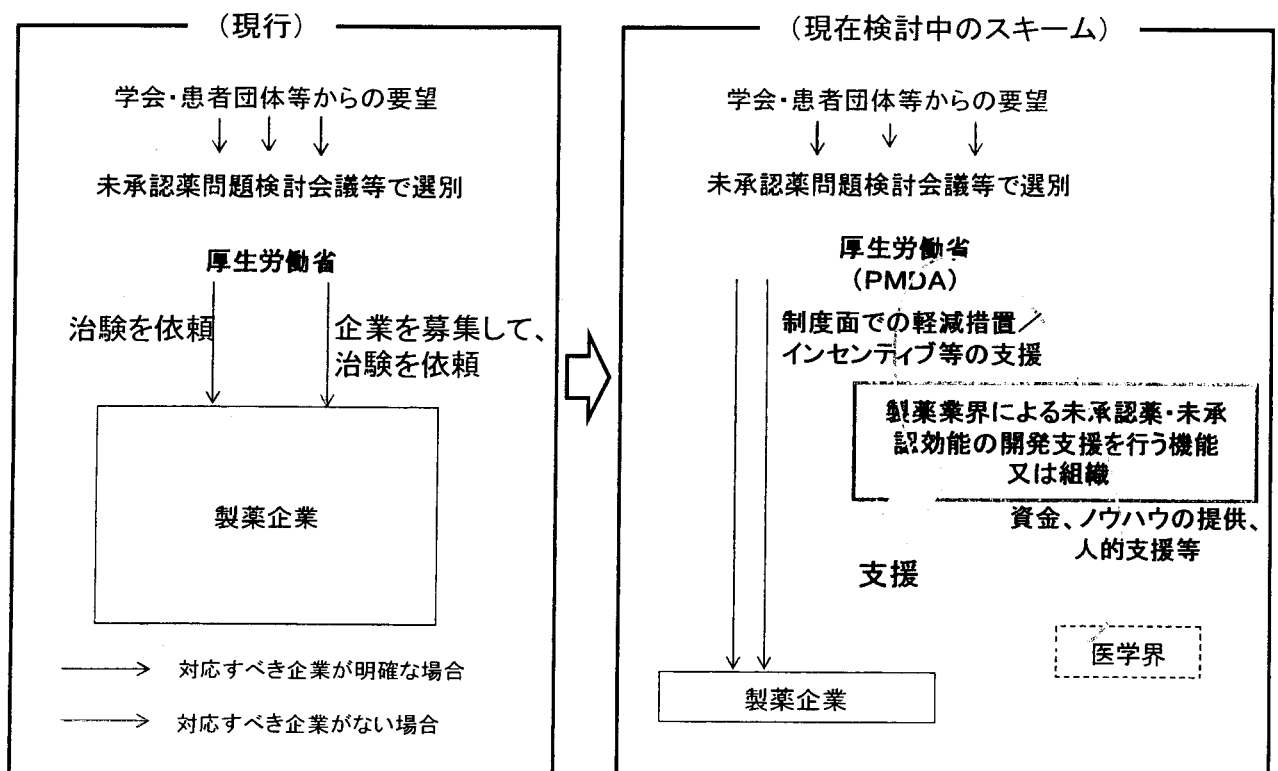 (現行)
学会・患者団体等からの要望
未承認薬問題検討会議等で選別
厚生労働省
治験を依頼
企業を募集して、
治験を依頼
製薬企業
対応すべき企業が明確な場合
対応すべき企業がない場合
(現在検討中のスキーム)
学会・患者団体等からの要望
未承認薬問題検討会議等で選別
厚生労働省
(PMDA)
制度面での軽減措置/
インセンティブ等の支援
製薬業界による未承認薬・未承
認効能の開発支援を行う機能
又は組織
資金、ノウハウの提供、
人的支援等
支援
医学界
製薬企業